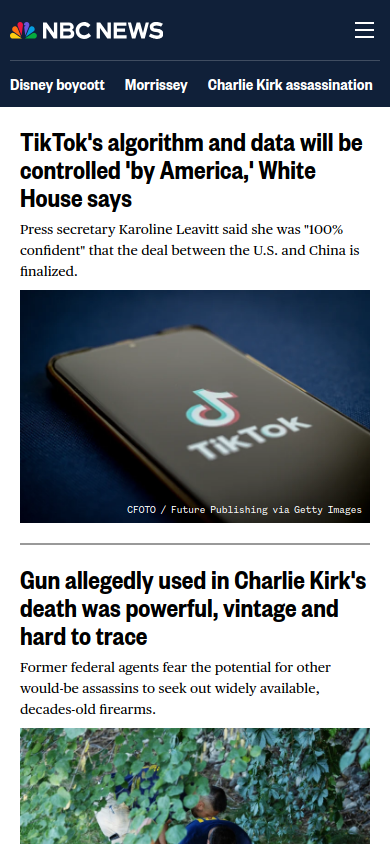 NBC NEWS
Disney boycott Morrissey Charlie Kirk assassination
TikTok's algorithm and data will be
controlled 'by America,' White
House says
Press secretary Karoline Leavitt said she was "100%
confident" that the deal between the U.S. and China is
finalized.
TikTok
CFOTO / Future Publishing via Getty Images
Gun allegedly used in Charlie Kirk's
death was powerful, vintage and
hard to trace
Former federal agents fear the potential for other
would-be assassins to seek out widely available,
decades-old firearms.